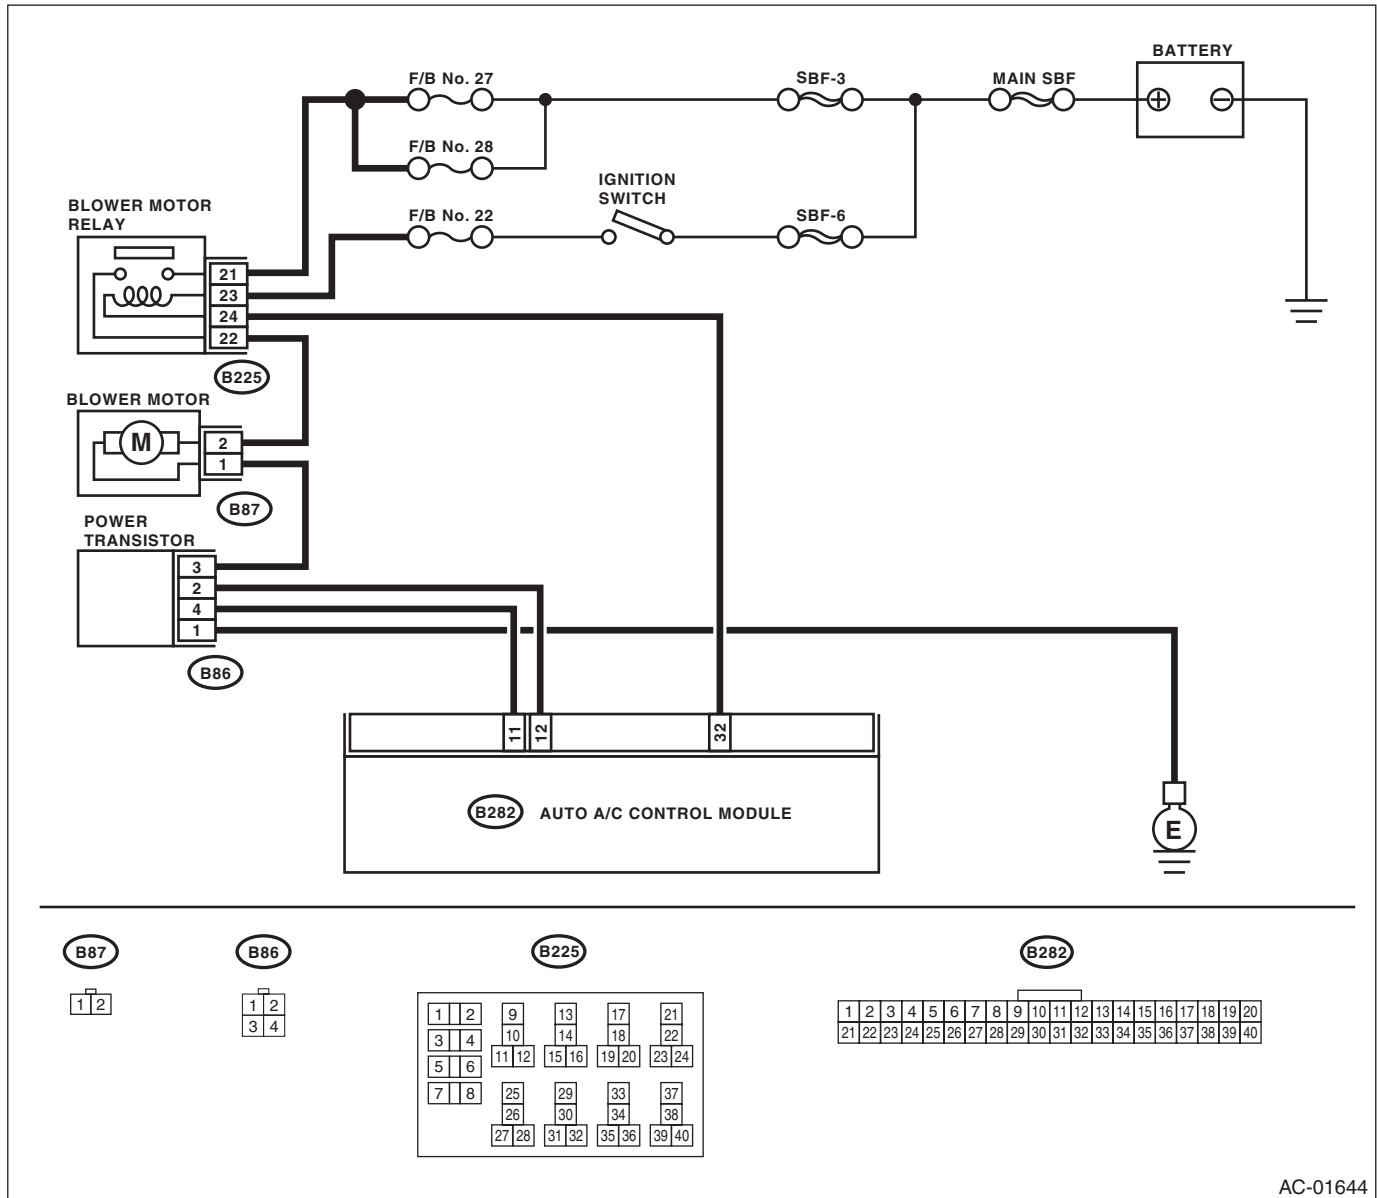 BATTERY
F/B No. 27
SBF-3
MAIN SBF
F/B No. 28
IGNITION
SWITCH
BLOWER MOTOR
RELAY
F/B No. 22
SBF-6
21
23
24
22
B225
BLOWER MOTOR
M
2
1
B87
POWER
TRANSISTOR
3
2
4
1
B86
11
12
32
B282
AUTO A/C CONTROL MODULE
E
B87
B86
B225
B282
1 2
1 2
3 4
1 2 9 13 17 21
3 4 10 14 18 22
11 12 15 16 19 20 23 24
5 6
7 8 25 29 33 37
26 30 34 38
27 28 31 32 35 36 39 40
1 2 3 4 5 6 7 8 9 10 11 12 13 14 15 16 17 18 19 20
21 22 23 24 25 26 27 28 29 30 31 32 33 34 35 36 37 38 39 40
AC-01644